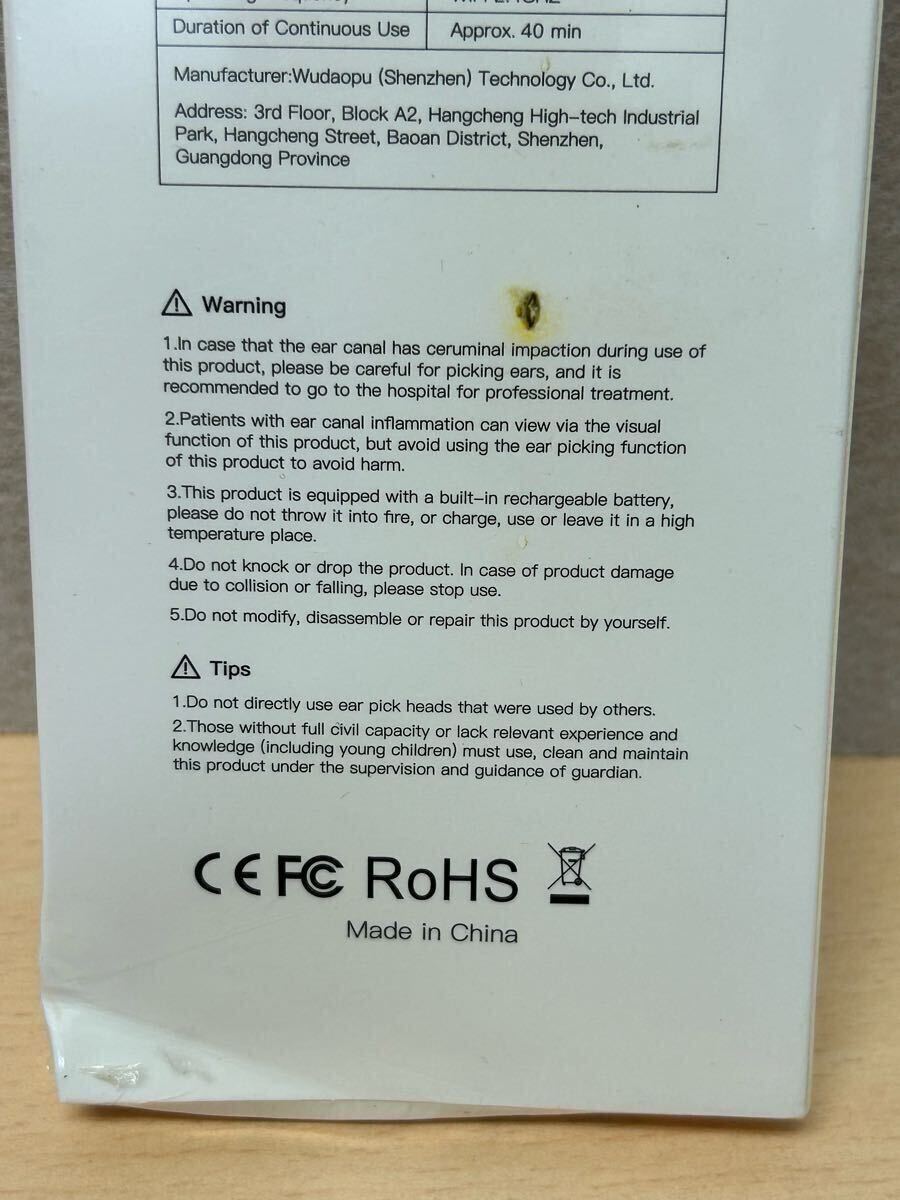 Duration of Continuous Use Approx. 40 min
Manufacturer:Wudaopu (Shenzhen) Technology Co., Ltd.
Address: 3rd Floor, Block A2, Hangcheng High-tech Industrial
Park, Hangcheng Street, Baoan District, Shenzhen,
Guangdong Province
Warning
1.In case that the ear canal has ceruminal impaction during use of
this product, please be careful for picking ears, and it is
recommended to go to the hospital for professional treatment.
2.Patients with ear canal inflammation can view via the visual
function of this product, but avoid using the ear picking function
of this product to avoid harm.
3.This product is equipped with a built-in rechargeable battery,
please do not throw it into fire, or charge, use or leave it in a high
temperature place.
4.Do not knock or drop the product. In case of product damage
due to collision or falling, please stop use.
5.Do not modify, disassemble or repair this product by yourself.
Tips
1.Do not directly use ear pick heads that were used by others.
2.Those without full civil capacity or lack relevant experience and
knowledge (including young children) must use, clean and maintain
this product under the supervision and guidance of guardian.
CE FC RoHS
Made in China